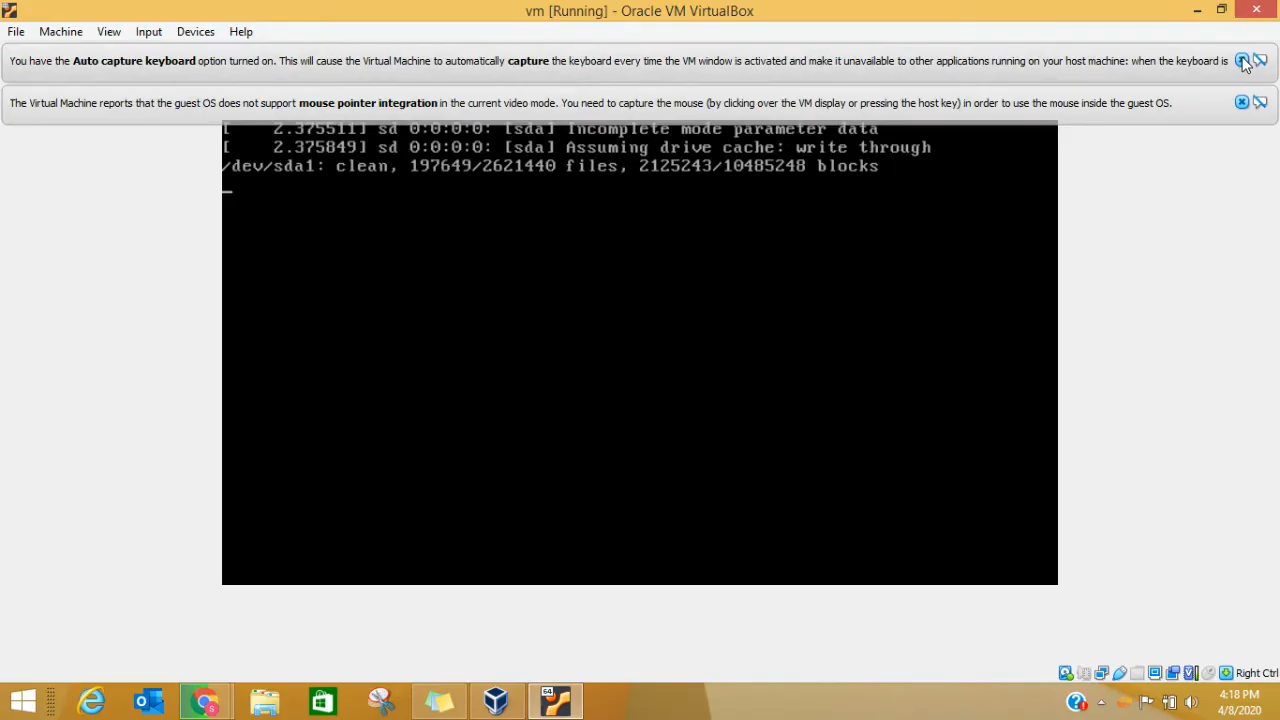 vm [Running] - Oracle VM VirtualBox
File Machine View Input Devices Help
You have the Auto capture keyboard option turned on. This will cause the Virtual Machine to automatically capture the keyboard every time the VM window is activated and make it unavailable to other applications running on your host machine: when the keyboard is
The Virtual Machine reports that the guest OS does not support mouse pointer integration in the current video mode. You need to capture the mouse (by clicking over the VM display or pressing the host key) in order to use the mouse inside the guest OS.
[ 2.375511] sd 0:0:0:0: [sda] Incomplete mode parameter data
[ 2.375849] sd 0:0:0:0: [sda] Assuming drive cache: write through
/dev/sda1: clean, 197649/2621440 files, 2125243/10485248 blocks
_
Right Ctrl
64
4:18 PM
4/8/2020